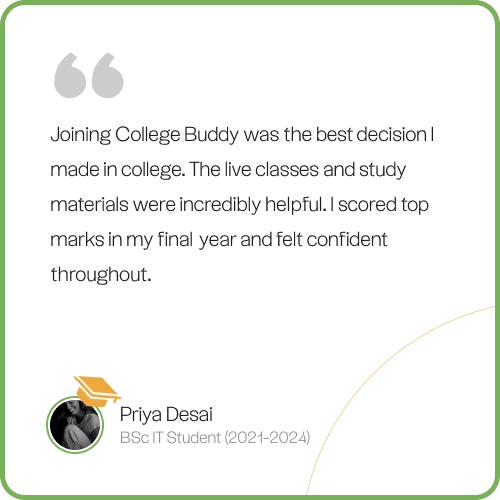 Joining College Buddy was the best decision I
made in college. The live classes and study
materials were incredibly helpful. I scored top
marks in my final year and felt confident
throughout.
Priya Desai
BSc IT Student (2021-2024)